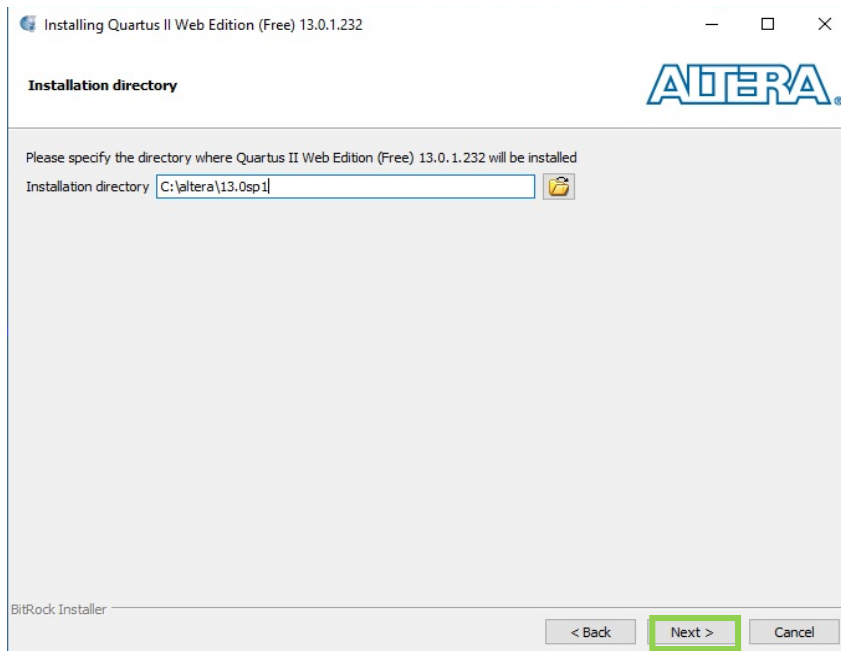 Installing Quartus II Web Edition (Free) 13.0.1.232
Installation directory
ALTERA®
Please specify the directory where Quartus II Web Edition (Free) 13.0.1.232 will be installed
Installation directory C:\altera\13.0sp1
BitRock Installer
< Back Next > Cancel